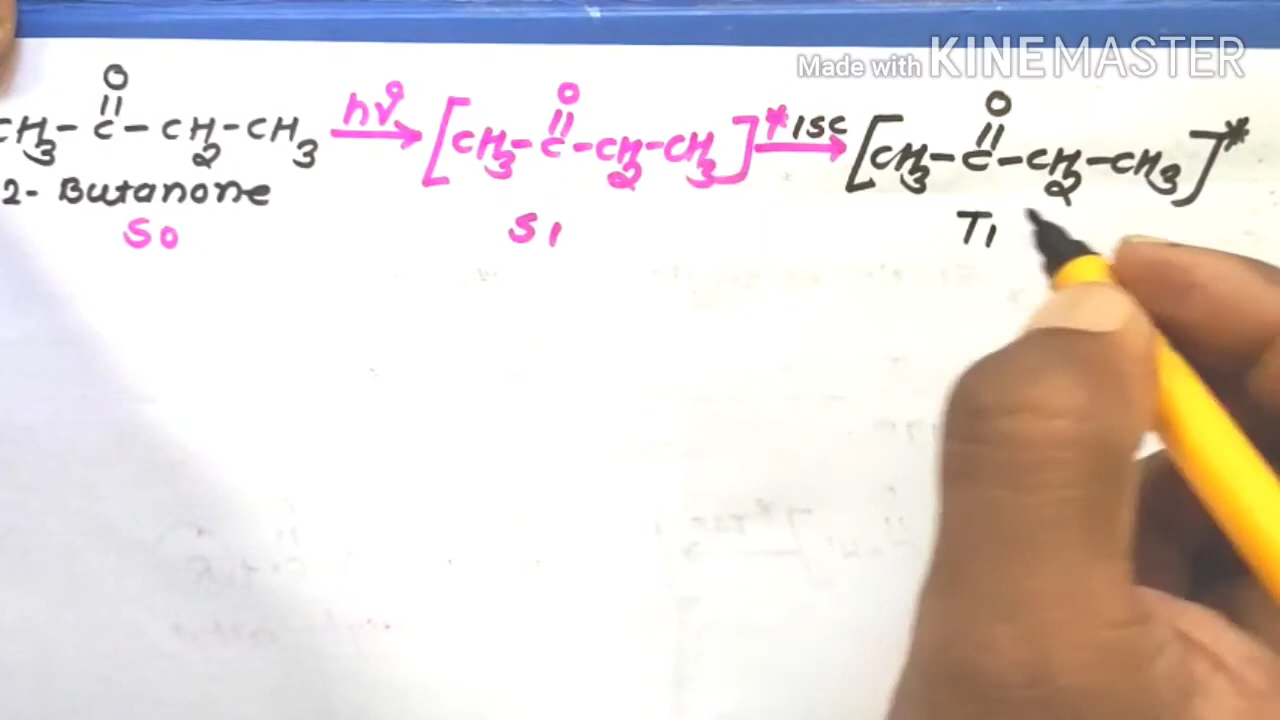 Made with KINEMASTER
O O O
CH3-C-CH2-CH3 hν [CH3-C-CH2-CH3]* ISC [CH3-C-CH2-CH3]*
2- Butanone
S0 S1 T1